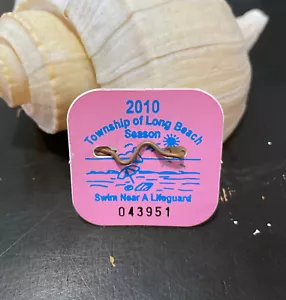 2010
Township of Long Beach
Season
Swim Near A Lifeguard
043951